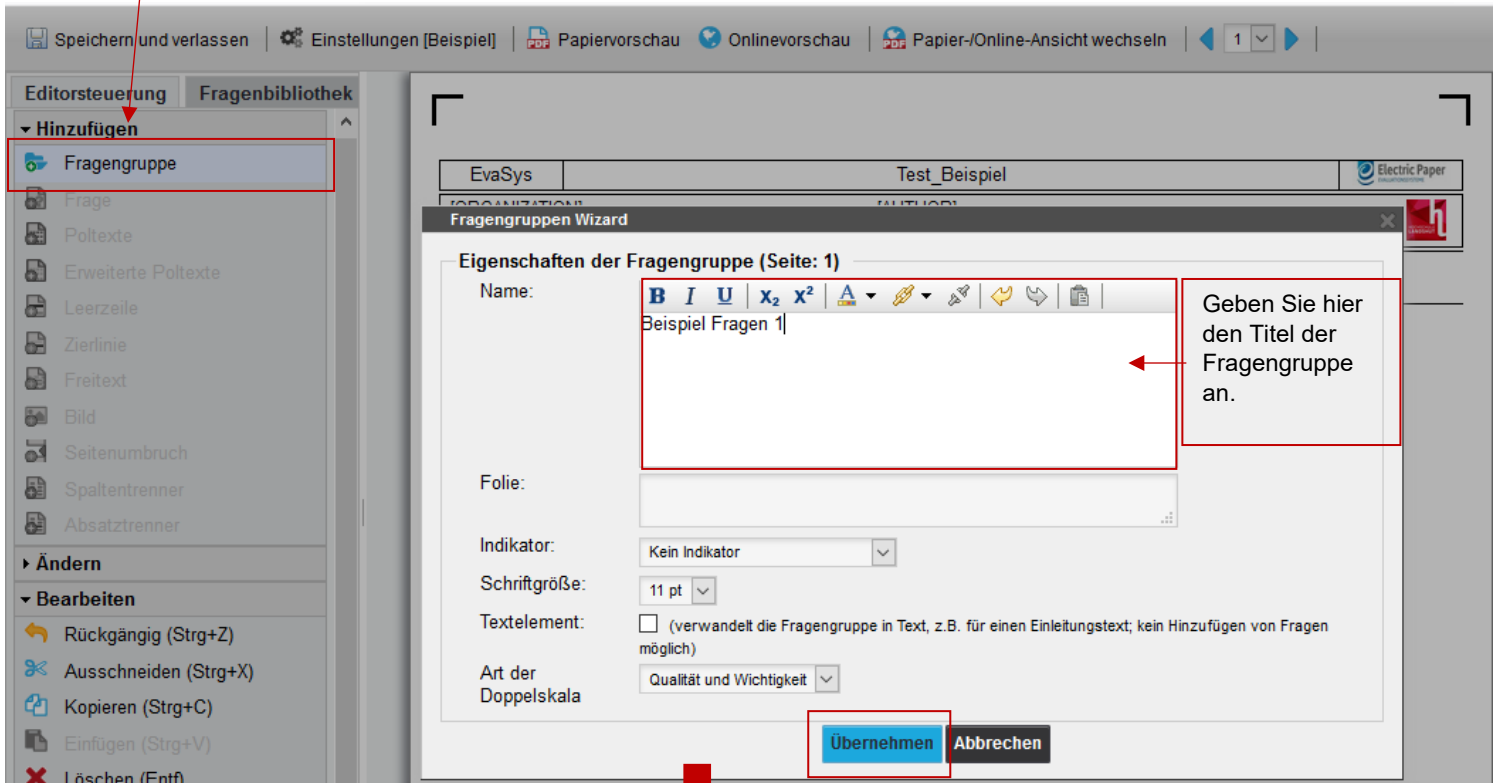 Speichern und verlassen Einstellungen [Beispiel] Papiervorschau Onlinevorschau Papier-/Online-Ansicht wechseln 1
Editorsteuerung Fragenbibliothek
Hinzufügen
Fragengruppe
Frage
Poltexte
Erweiterte Poltexte
Leerzeile
Zierlinie
Freitext
Bild
Seitenumbruch
Spaltentrenner
Absatztrenner
Ändern
Bearbeiten
Rückgängig (Strg+Z)
Ausschneiden (Strg+X)
Kopieren (Strg+C)
Einfügen (Strg+V)
Löschen (Entf)
EvaSys Test_Beispiel Electric Paper
[ORGANIZATION] [AUTHOR]
Fragengruppen Wizard
Eigenschaften der Fragengruppe (Seite: 1)
Name:
B I U x₂ x² A
Beispiel Fragen 1
Folie:
Indikator: Kein Indikator
Schriftgröße: 11 pt
Textelement: (verwandelt die Fragengruppe in Text, z.B. für einen Einleitungstext; kein Hinzufügen von Fragen
möglich)
Art der
Doppelskala
Qualität und Wichtigkeit
Übernehmen Abbrechen
Geben Sie hier
den Titel der
Fragengruppe
an.